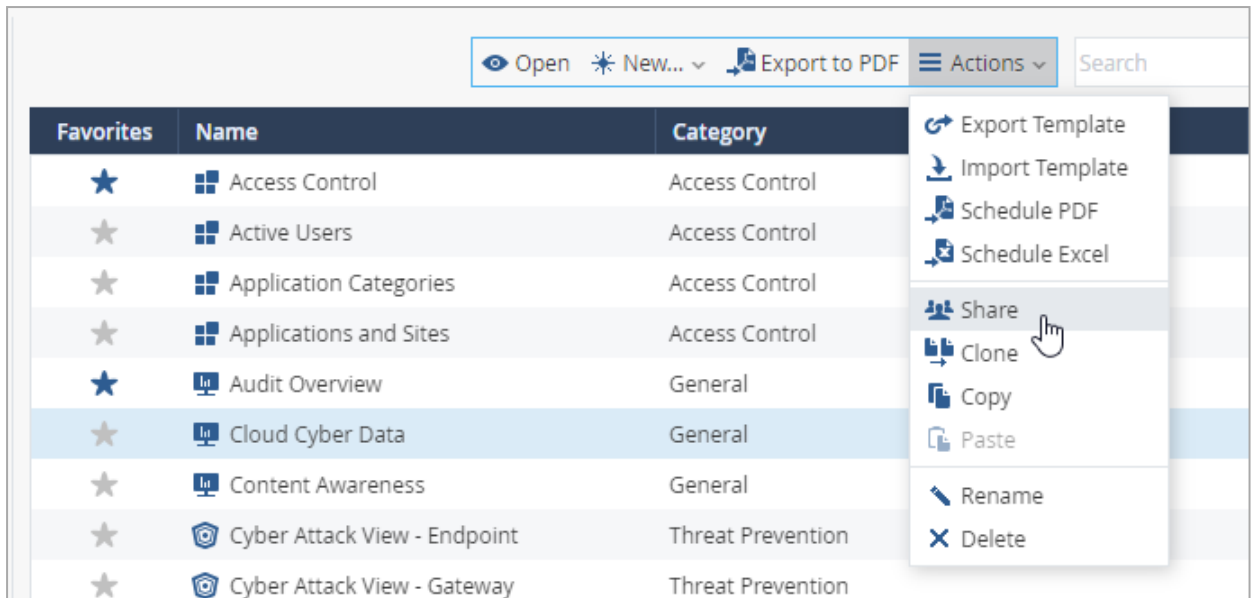 Open New... Export to PDF Actions Search
Favorites Name Category
Export Template
Import Template
Schedule PDF
Schedule Excel
Share
Clone
Copy
Paste
Rename
Delete
Access Control Access Control
Active Users Access Control
Application Categories Access Control
Applications and Sites Access Control
Audit Overview General
Cloud Cyber Data General
Content Awareness General
Cyber Attack View - Endpoint Threat Prevention
Cyber Attack View - Gateway Threat Prevention